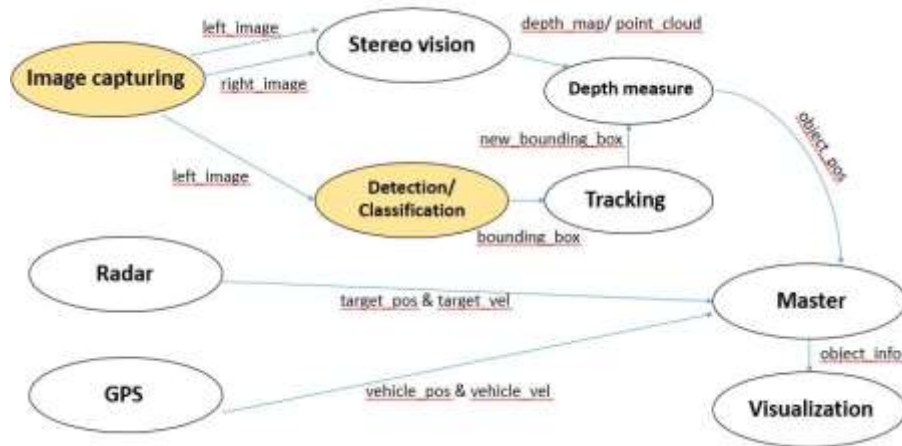 left_image
Stereo vision
depth_map/ point_cloud
Image capturing
right_image
Depth measure
new_bounding_box
object_pos
left_image
Detection/
Classification
Tracking
bounding_box
Radar
target_pos & target_vel
Master
object_info
GPS
vehicle_pos & vehicle_vel
Visualization